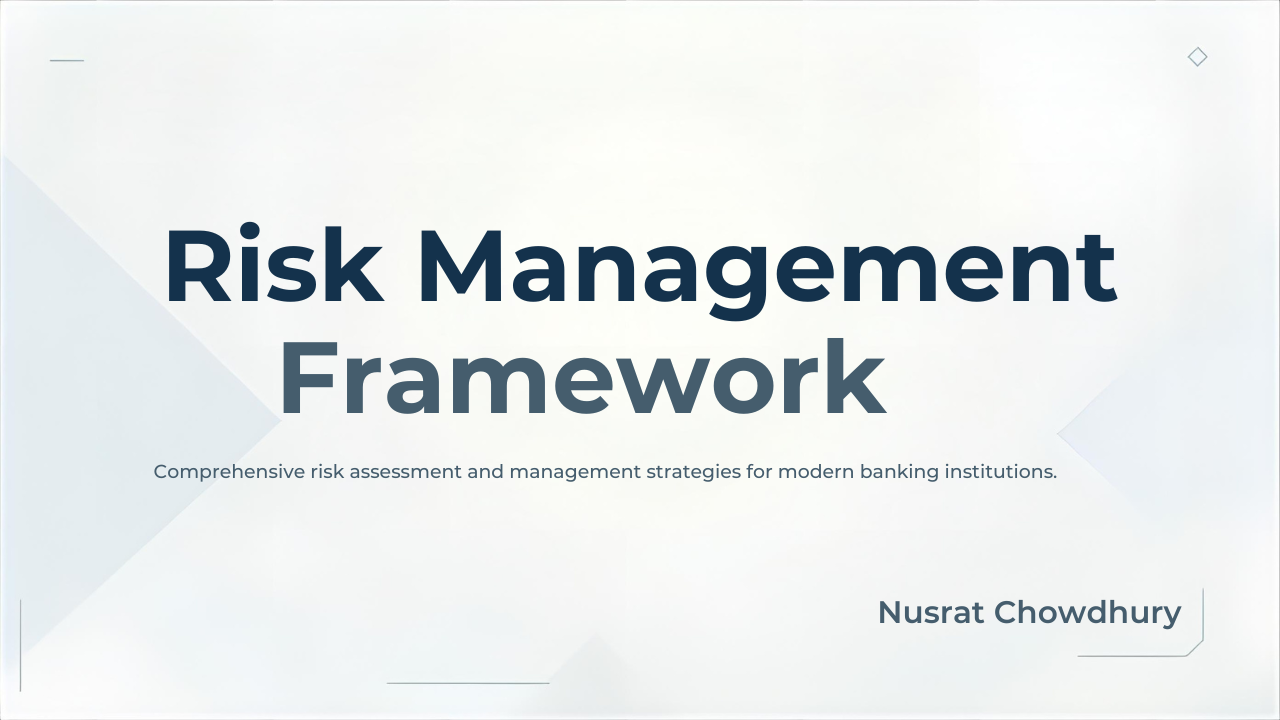 Risk Management
Framework
Comprehensive risk assessment and management strategies for modern banking institutions.
Nusrat Chowdhury